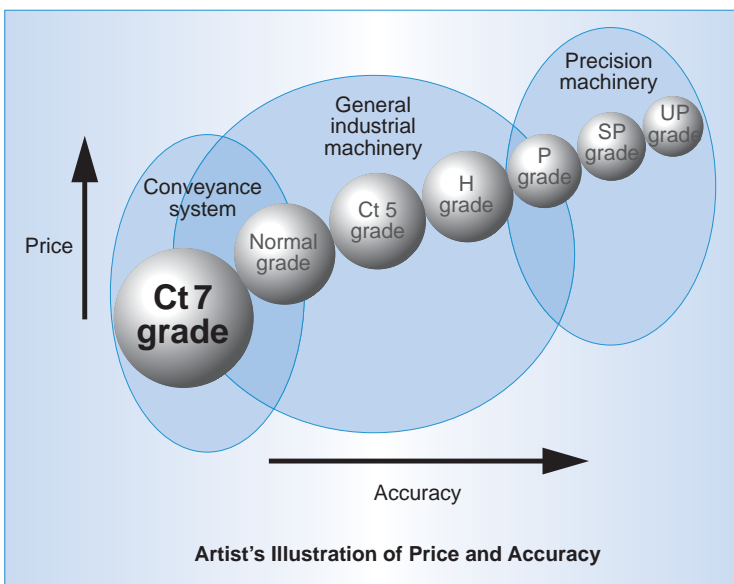 Precision
machinery
General
industrial
machinery
UP
grade
SP
grade
P
grade
H
grade
Ct 5
grade
Conveyance
system
Normal
grade
Price
Ct 7
grade
Accuracy
Artist's Illustration of Price and Accuracy